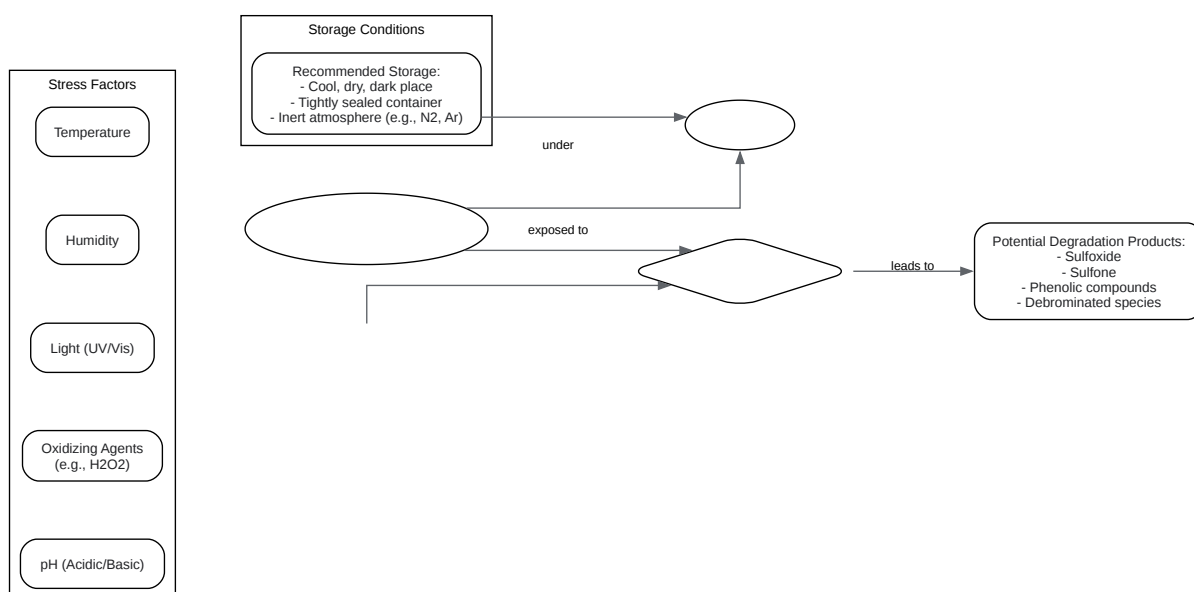 Storage Conditions
Recommended Storage:
- Cool, dry, dark place
- Tightly sealed container
- Inert atmosphere (e.g., N2, Ar)
Stress Factors
Temperature
Humidity
Light (UV/Vis)
Oxidizing Agents
(e.g., H2O2)
pH (Acidic/Basic)
under
exposed to
leads to
Potential Degradation Products:
- Sulfoxide
- Sulfone
- Phenolic compounds
- Debrominated species